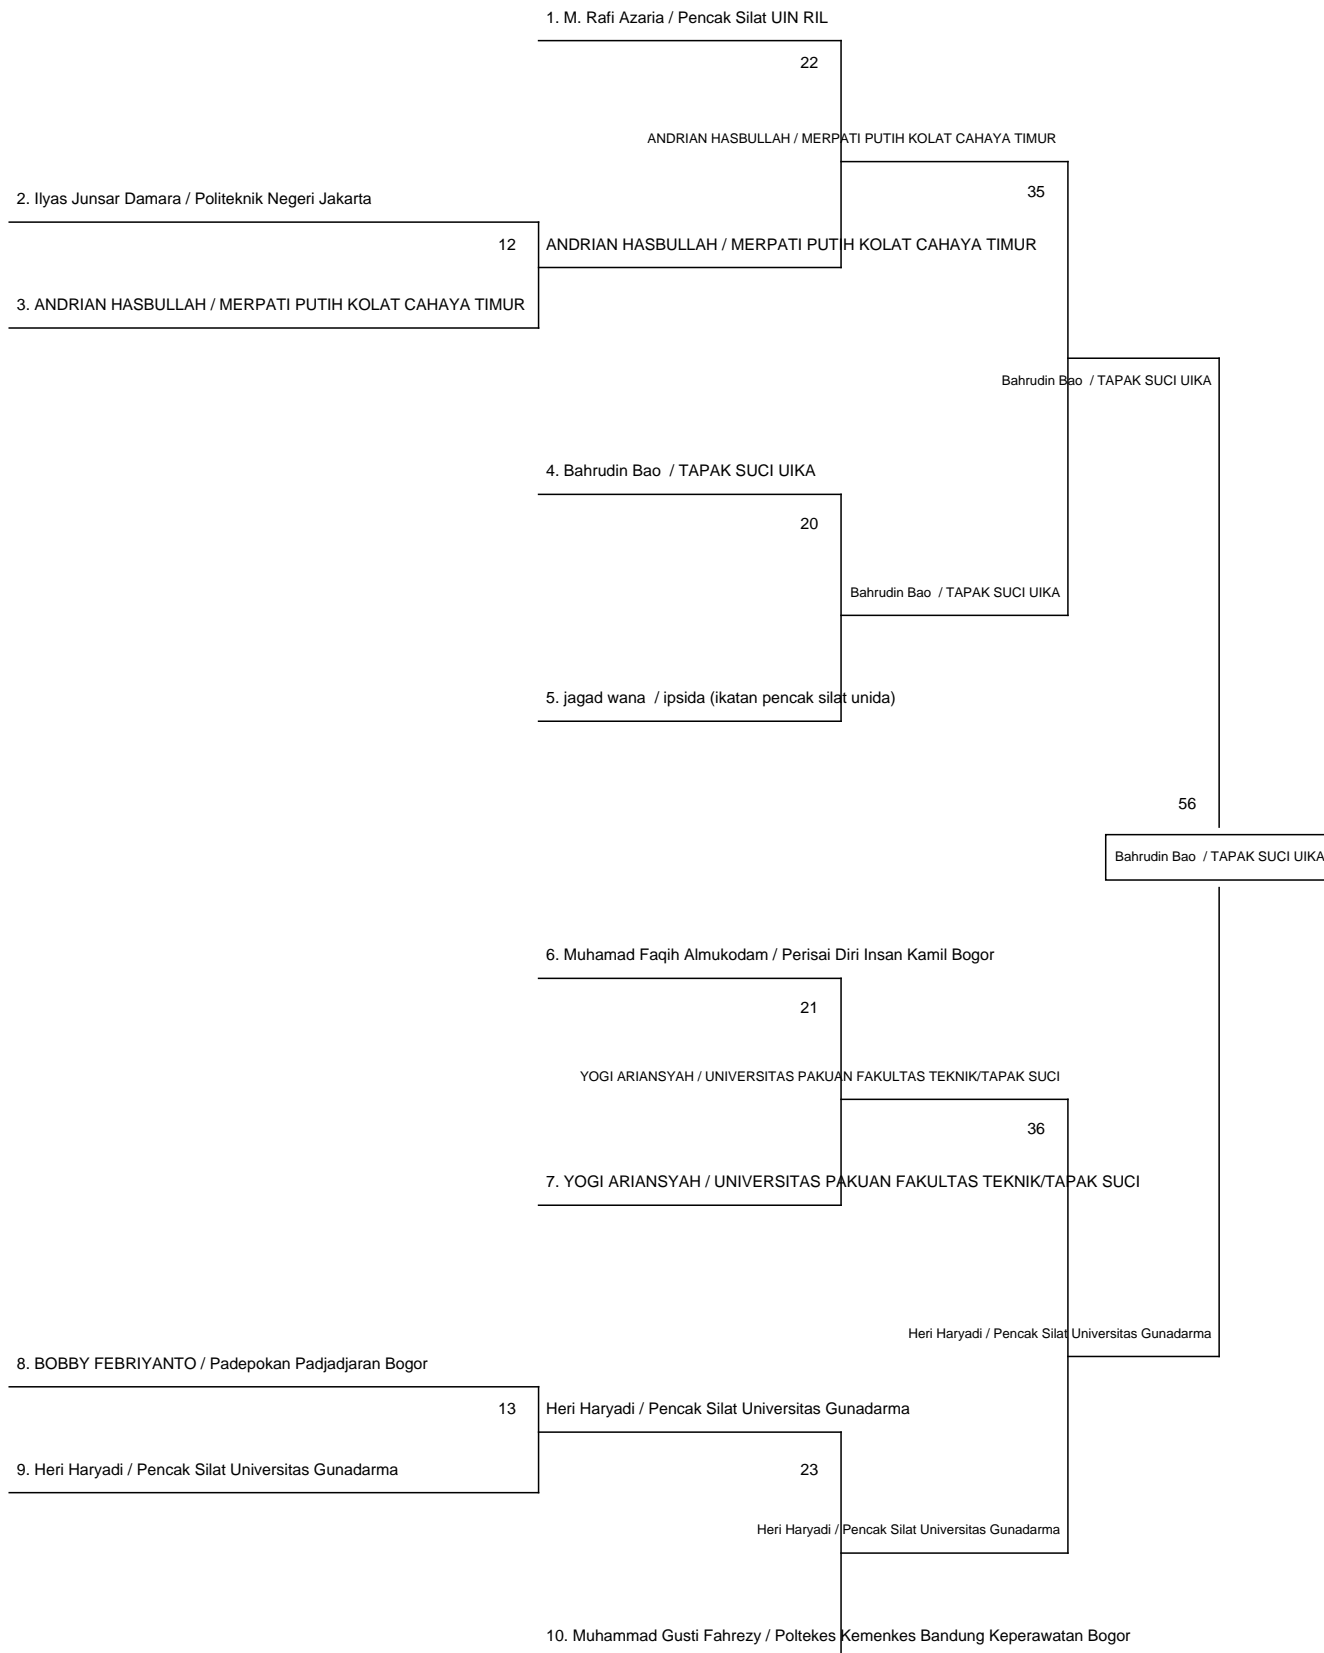 1. M. Rafi Azaria / Pencak Silat UIN RIL
22
ANDRIAN HASBULLAH / MERPATI PUTIH KOLAT CAHAYA TIMUR
35
2. Ilyas Junsar Damara / Politeknik Negeri Jakarta
12
ANDRIAN HASBULLAH / MERPATI PUTIH KOLAT CAHAYA TIMUR
3. ANDRIAN HASBULLAH / MERPATI PUTIH KOLAT CAHAYA TIMUR
Bahrudin Bao / TAPAK SUCI UIKA
4. Bahrudin Bao / TAPAK SUCI UIKA
20
Bahrudin Bao / TAPAK SUCI UIKA
5. jagad wana / ipsida (ikatan pencak silat unida)
56
Bahrudin Bao / TAPAK SUCI UIKA
6. Muhamad Faqih Almukodam / Perisai Diri Insan Kamil Bogor
21
YOGI ARIANSYAH / UNIVERSITAS PAKUAN FAKULTAS TEKNIK/TAPAK SUCI
36
7. YOGI ARIANSYAH / UNIVERSITAS PAKUAN FAKULTAS TEKNIK/TAPAK SUCI
Heri Haryadi / Pencak Silat Universitas Gunadarma
8. BOBBY FEBRIYANTO / Padepokan Padjadjaran Bogor
13
Heri Haryadi / Pencak Silat Universitas Gunadarma
9. Heri Haryadi / Pencak Silat Universitas Gunadarma
23
Heri Haryadi / Pencak Silat Universitas Gunadarma
10. Muhammad Gusti Fahrezy / Poltekes Kemenkes Bandung Keperawatan Bogor